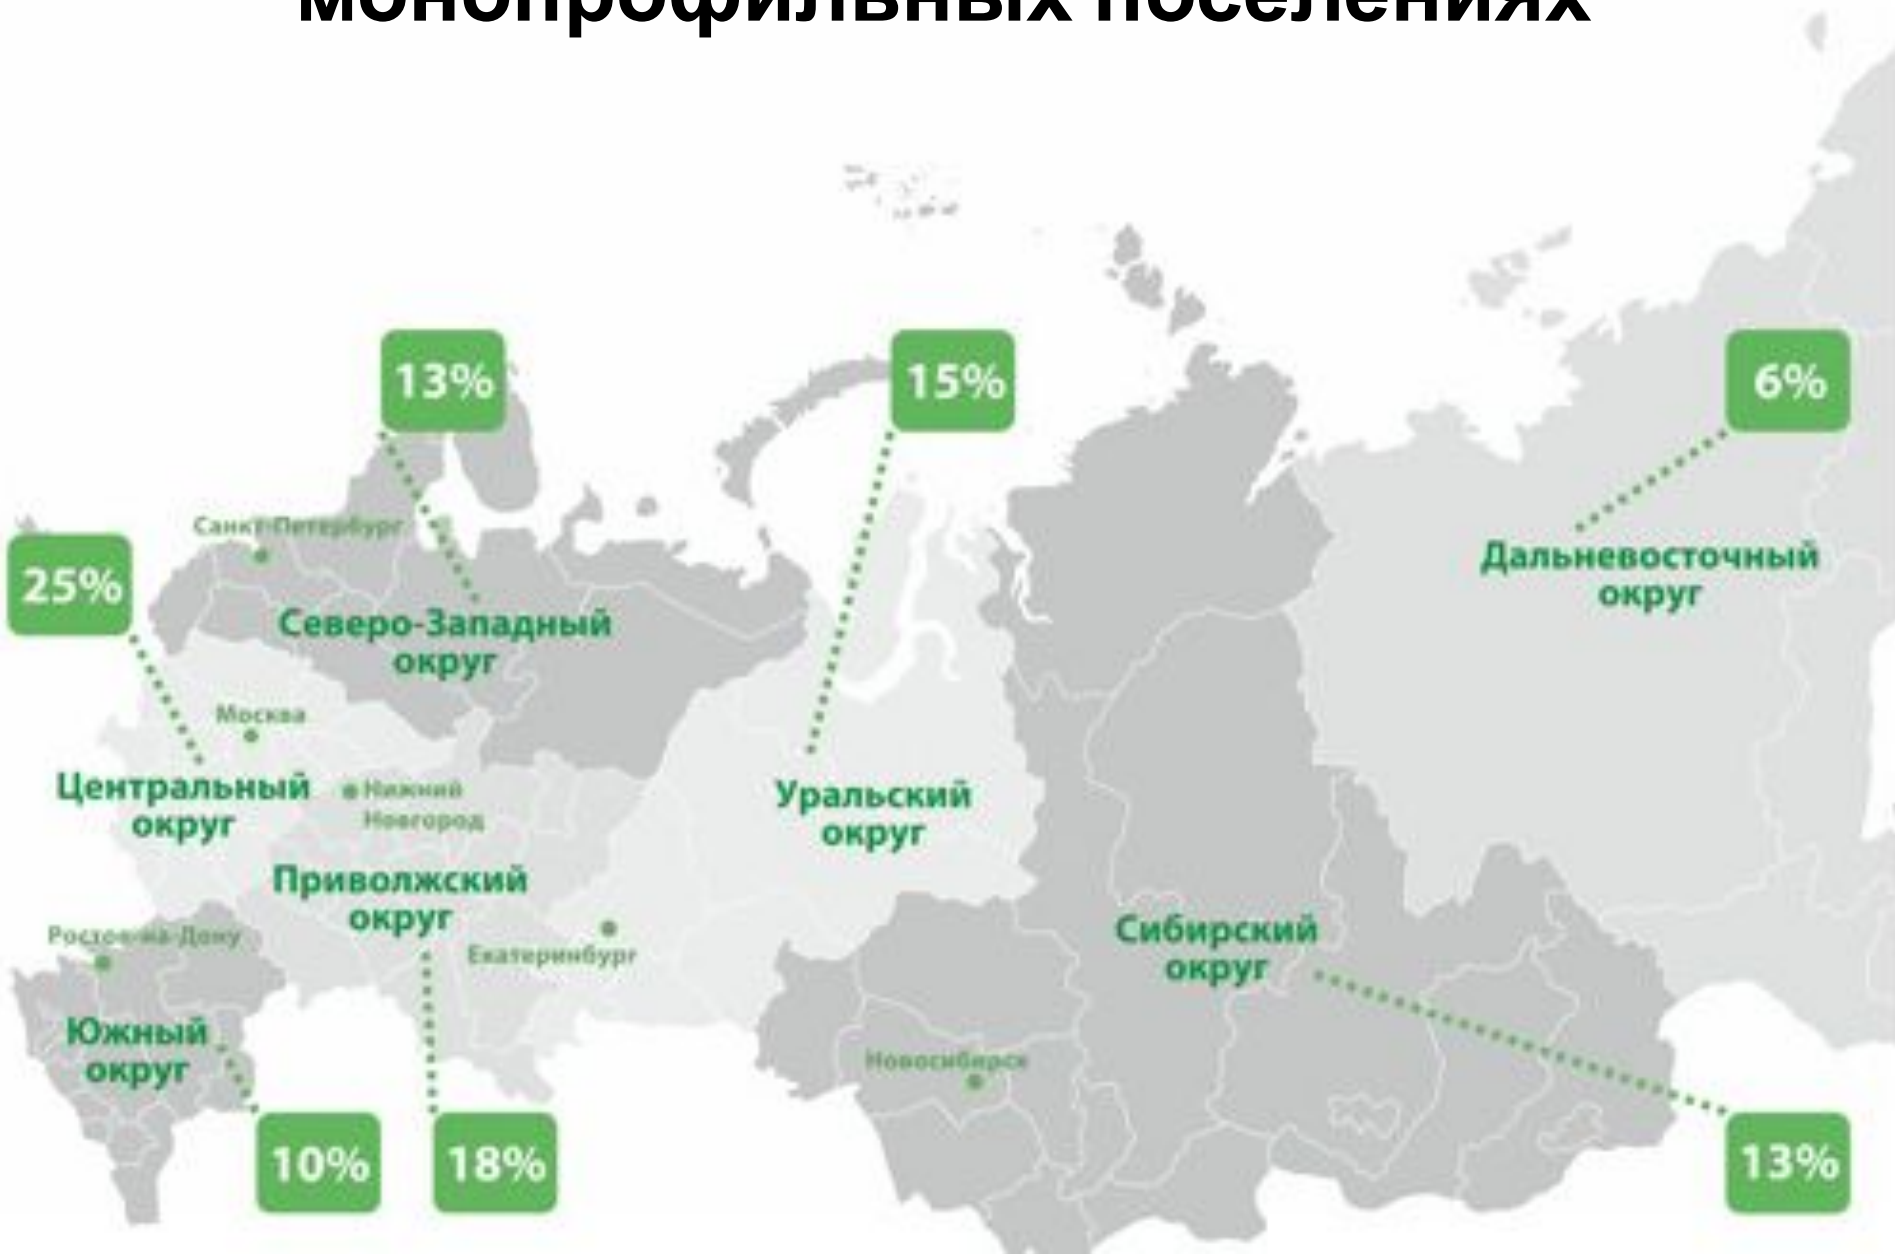 монопрофильных поселениях
13%
15%
6%
Санкт-Петербург
25%
Дальневосточный
округ
Северо-Западный
округ
Москва
Центральный
округ
Нижний
Новгород
Уральский
округ
Приволжский
округ
Ростов-на-Дону
Екатеринбург
Сибирский
округ
Южный
округ
Новосибирск
10%
18%
13%